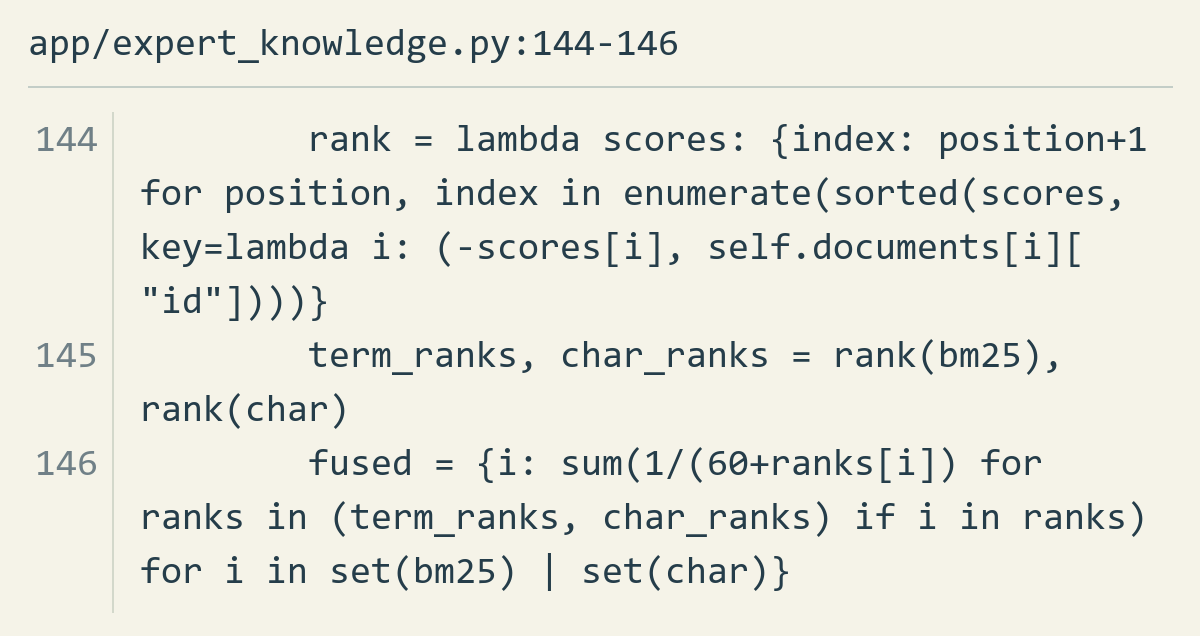 app/expert_knowledge.py:144-146
144 rank = lambda scores: {index: position+1
for position, index in enumerate(sorted(scores,
key=lambda i: (-scores[i], self.documents[i][
"id"])))}
145 term_ranks, char_ranks = rank(bm25),
rank(char)
146 fused = {i: sum(1/(60+ranks[i]) for
ranks in (term_ranks, char_ranks) if i in ranks)
for i in set(bm25) | set(char)}